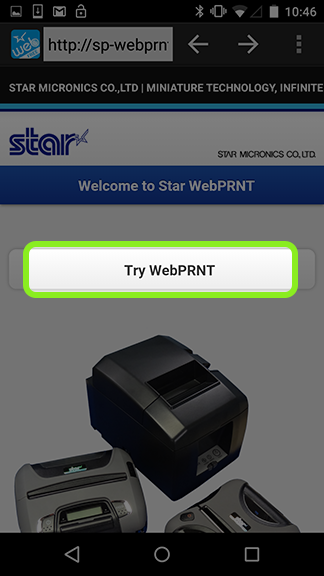 10:46
web
http://sp-webprn
STAR MICRONICS CO.,LTD | MINIATURE TECHNOLOGY, INFINITE
star
STAR MICRONICS CO., LTD.
Welcome to Star WebPRNT
Try WebPRNT